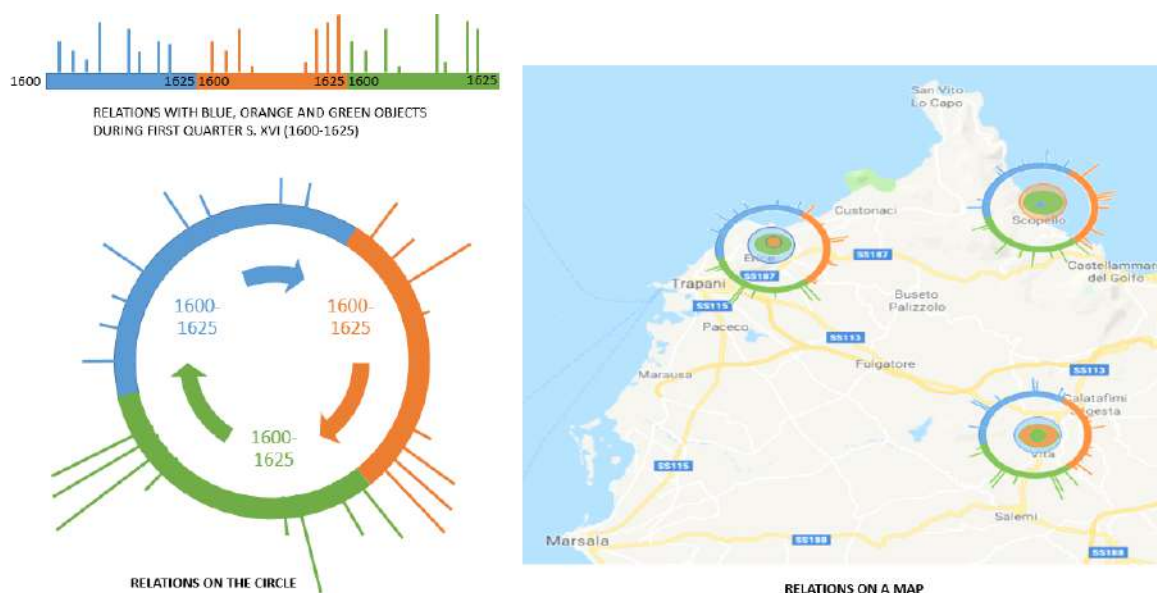 1600
1625
1600
1625
1600
1625
RELATIONS WITH BLUE, ORANGE AND GREEN OBJECTS
DURING FIRST QUARTER S. XVI (1600-1625)
1600-
1625
1600-
1625
1600-
1625
RELATIONS ON THE CIRCLE
San Vito
Lo Capo
Custonaci
Scopello
Erice
SS187
SS187
Castellammare
del Golfo
Trapani
Buseto
Palizzolo
SS115
Paceco
SS113
Fulgatore
SS113
Marausa
Calatafimi
Segesta
Vita
SS115
Salemi
Marsala
SS188
SS188
RELATIONS ON A MAP